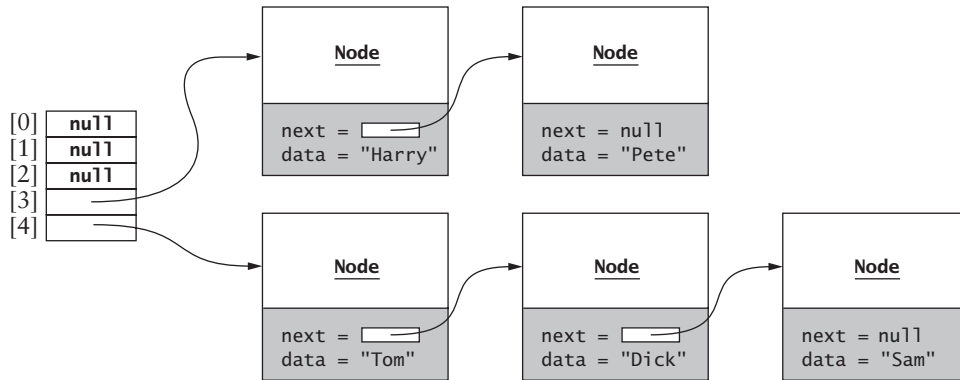 Node
Node
next =
data = "Harry"
next = null
data = "Pete"
[0] null
[1] null
[2] null
[3]
[4]
Node
Node
Node
next =
data = "Tom"
next =
data = "Dick"
next = null
data = "Sam"